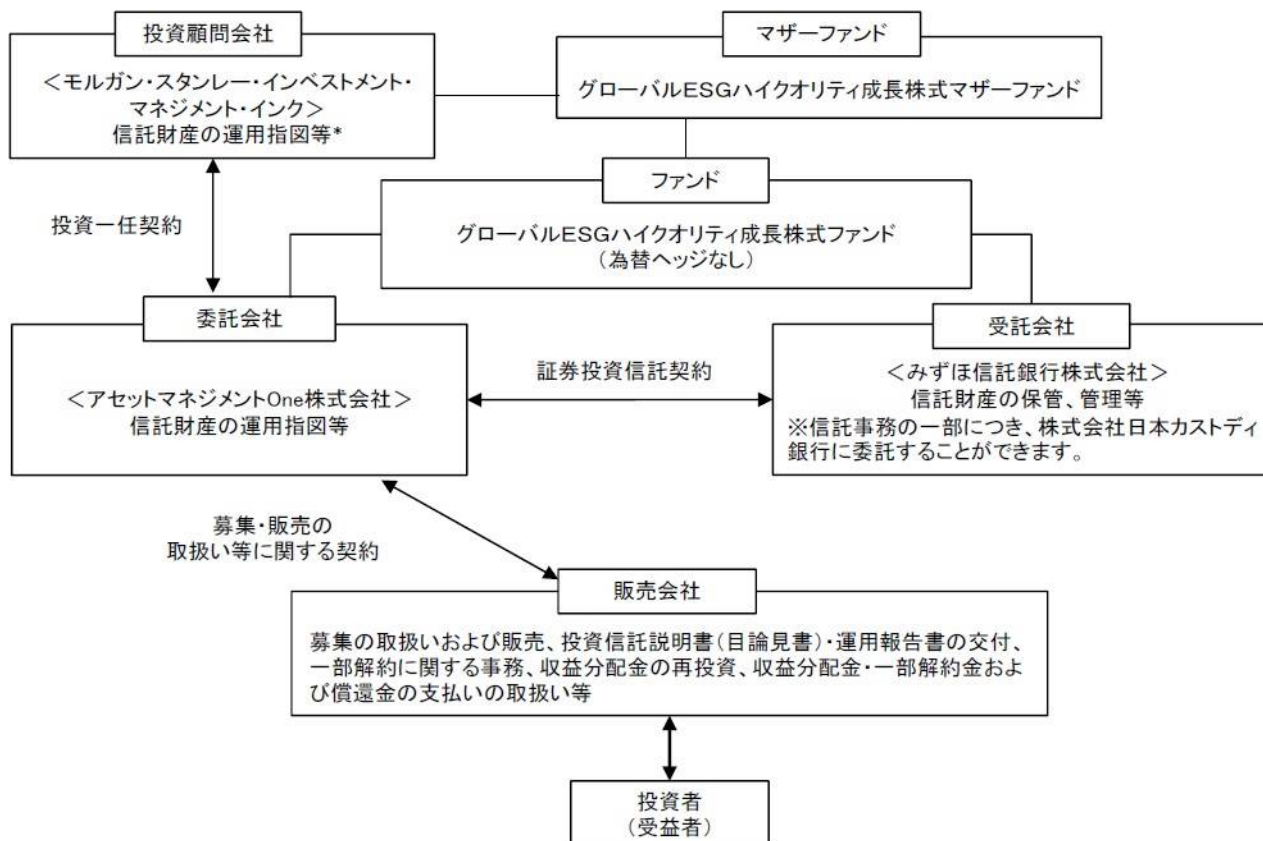 投資顧問会社
<モルガン・スタンレー・インベストメント・
マネジメント・インク>
信託財産の運用指図等*
マザーファンド
グローバルESGハイクオリティ成長株式マザーファンド
投資一任契約
ファンド
グローバルESGハイクオリティ成長株式ファンド
(為替ヘッジなし)
委託会社
<アセットマネジメントOne株式会社>
信託財産の運用指図等
証券投資信託契約
受託会社
<みずほ信託銀行株式会社>
信託財産の保管、管理等
※信託事務の一部につき、株式会社日本カストディ
銀行に委託することができます。
募集・販売の
取扱い等に関する契約
販売会社
募集の取扱いおよび販売、投資信託説明書(目論見書)・運用報告書の交付、
一部解約に関する事務、収益分配金の再投資、収益分配金・一部解約金およ
び償還金の支払いの取扱い等
投資者
(受益者)